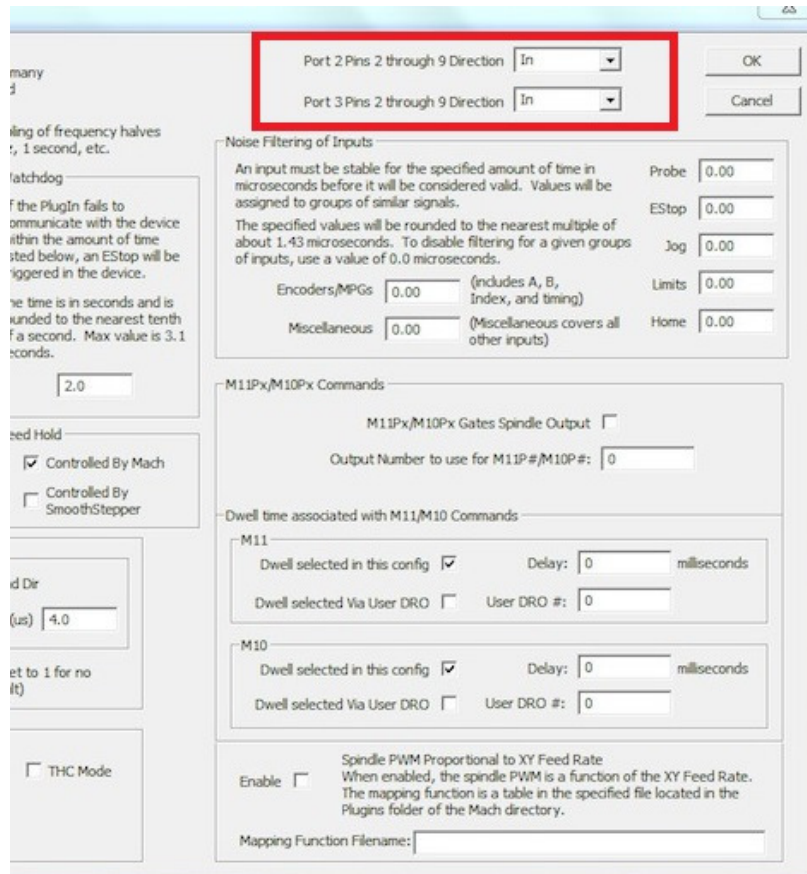 Port 2 Pins 2 through 9 Direction In
Port 3 Pins 2 through 9 Direction In
OK
Cancel
many
ling of frequency halves
, 1 second, etc.
Watchdog
f the PlugIn fails to
ommunicate with the device
ithin the amount of time
sted below, an EStop will be
riggered in the device.
he time is in seconds and is
unded to the nearest tenth
f a second. Max value is 3.1
econds.
2.0
eed Hold
Controlled By Mach
Controlled By
SmoothStepper
d Dir
(us) 4.0
et to 1 for no
lt)
THC Mode
Noise Filtering of Inputs
An input must be stable for the specified amount of time in
microseconds before it will be considered valid. Values will be
assigned to groups of similar signals.
The specified values will be rounded to the nearest multiple of
about 1.43 microseconds. To disable filtering for a given groups
of inputs, use a value of 0.0 microseconds.
Encoders/MPGs 0.00 (includes A, B,
Index, and timing)
Miscellaneous 0.00 (Miscellaneous covers all
other inputs)
Probe 0.00
EStop 0.00
Jog 0.00
Limits 0.00
Home 0.00
M11Px/M10Px Commands
M11Px/M10Px Gates Spindle Output
Output Number to use for M11P#/M10P#: 0
Dwell time associated with M11/M10 Commands
M11
Dwell selected in this config Delay: 0 milliseconds
Dwell selected Via User DRO User DRO #: 0
M10
Dwell selected in this config Delay: 0 milliseconds
Dwell selected Via User DRO User DRO #: 0
Enable
Spindle PWM Proportional to XY Feed Rate
When enabled, the spindle PWM is a function of the XY Feed Rate.
The mapping function is a table in the specified file located in the
Plugins folder of the Mach directory.
Mapping Function Filename: